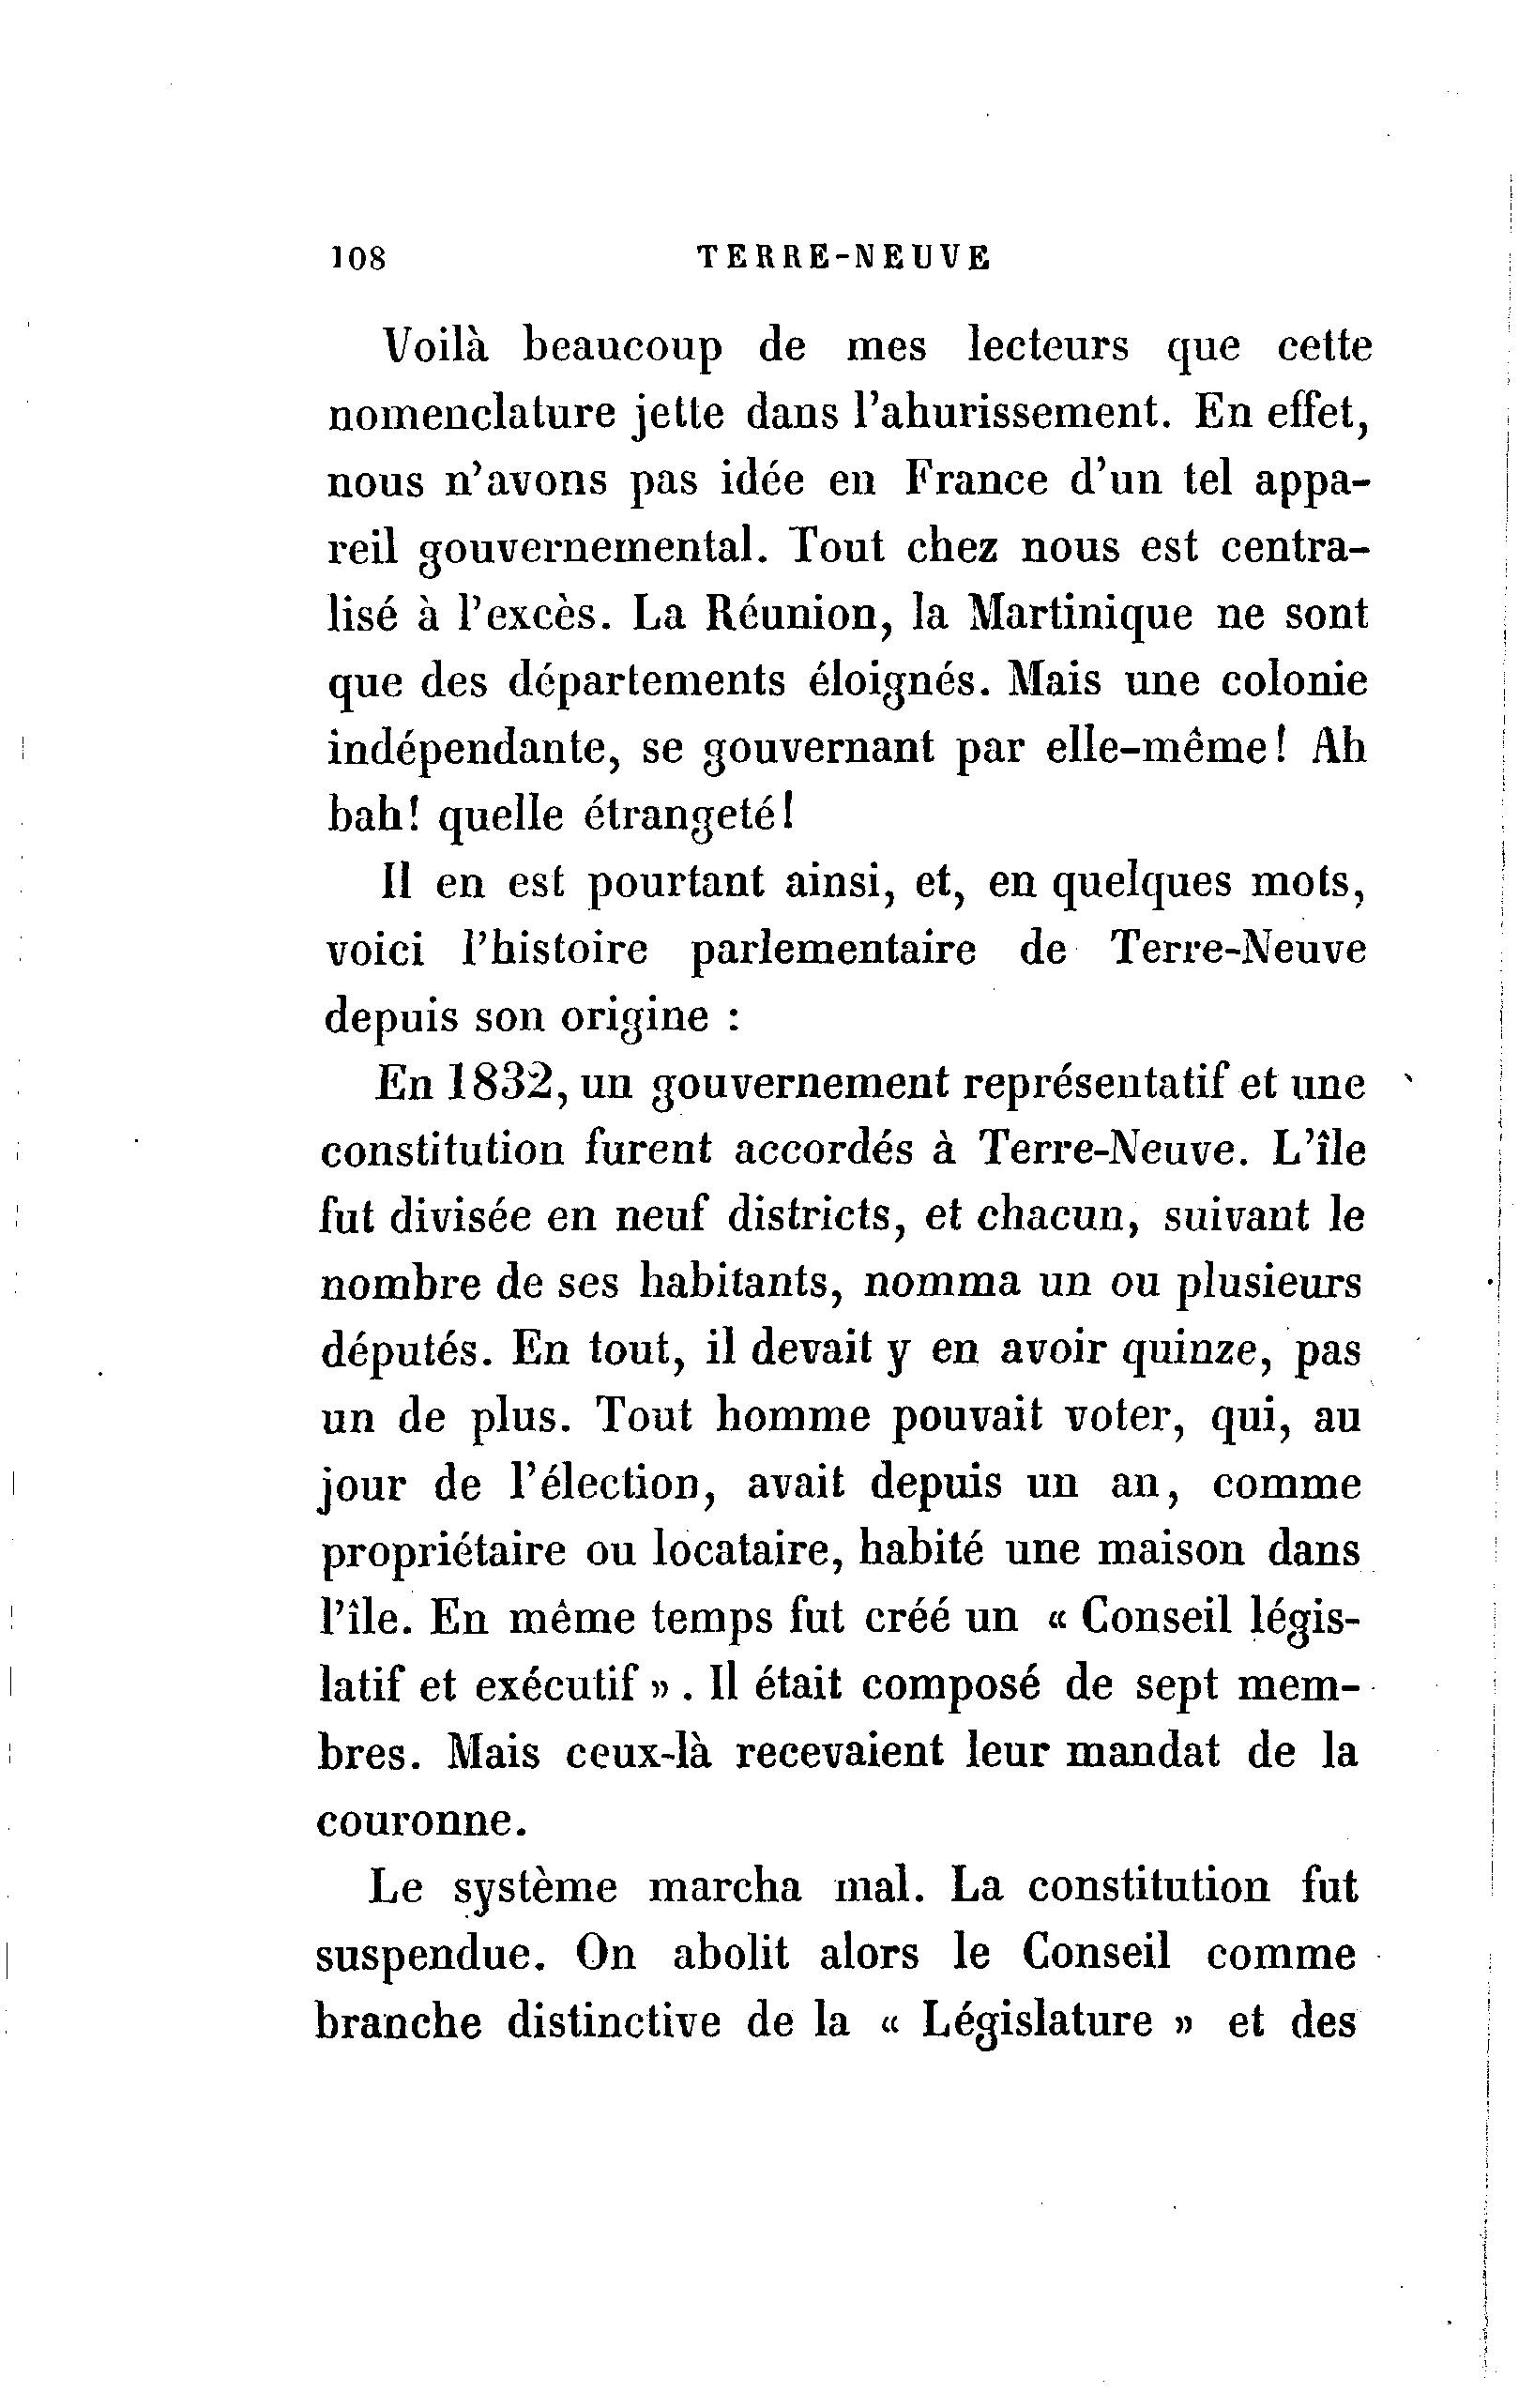 108 TERRE-NEUVE
Voilà beaucoup de mes lecteurs que cette
nomenclature jette dans l'ahurissement. En effet,
nous n'avons pas idée en France d'un tel appa-
reil gouvernemental. Tout chez nous est centra-
lisé à l'excès. La Réunion, la Martinique ne sont
que des départements éloignés. Mais une colonie
indépendante, se gouvernant par elle-même! Ah
bah! quelle étrangeté!
Il en est pourtant ainsi, et, en quelques mots,
voici l'histoire parlementaire de Terre-Neuve
depuis son origine :
En 1832, un gouvernement représentatif et une
constitution furent accordés à Terre-Neuve. L'île
fut divisée en neuf districts, et chacun, suivant le
nombre de ses habitants, nomma un ou plusieurs
députés. En tout, il devait y en avoir quinze, pas
un de plus. Tout homme pouvait voter, qui, au
jour de l'élection, avait depuis un an, comme
propriétaire ou locataire, habité une maison dans
l'île. En même temps fut créé un « Conseil légis-
latif et exécutif » . Il était composé de sept mem-
bres. Mais ceux-là recevaient leur mandat de la
couronne.
Le système marcha mal. La constitution fut
suspendue. On abolit alors le Conseil comme
branche distinctive de la « Législature » et des